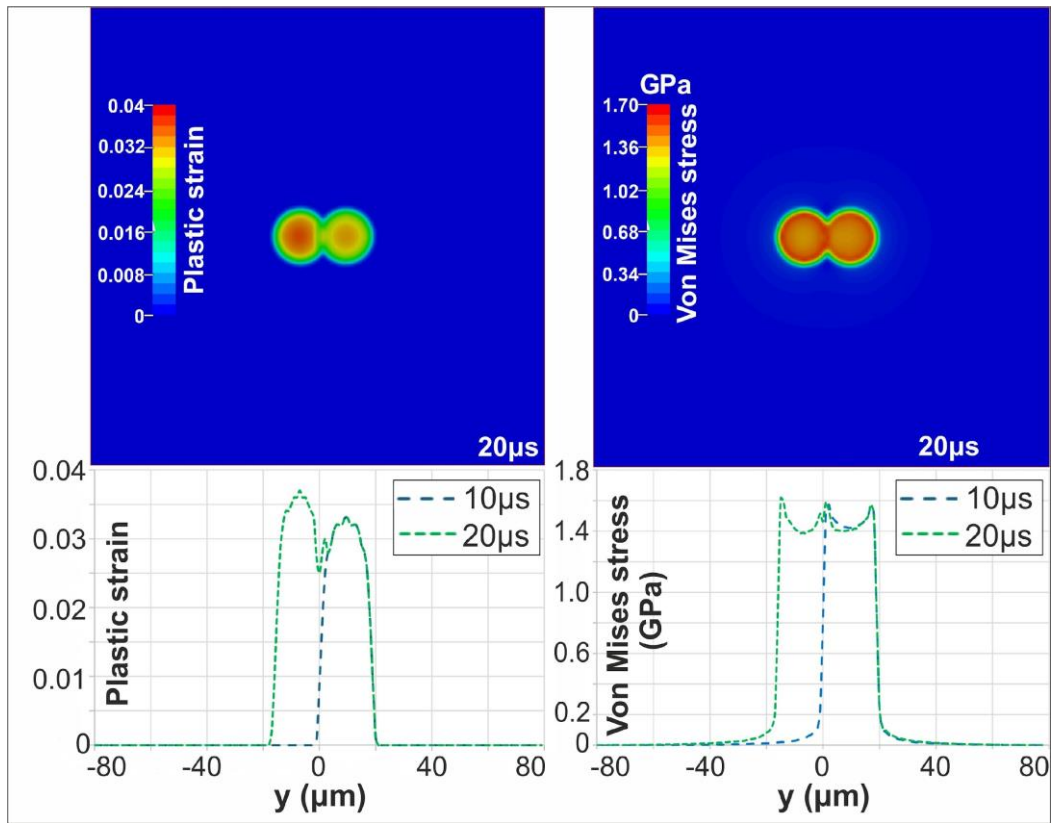 0.04
0.032
0.024
0.016
0.008
0
Plastic strain
20µs
GPa
1.70
1.36
1.02
0.68
0.34
0
Von Mises stress
20µs
0.04
0.03
0.02
0.01
0
Plastic strain
10µs
20µs
-80
-40
0
40
80
y (µm)
1.8
1.4
1.0
0.6
0.2
0
Von Mises stress
(GPa)
10µs
20µs
-80
-40
0
40
80
y (µm)